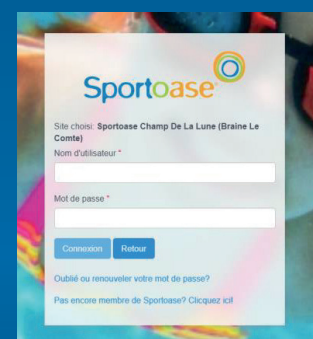 Sportoase
Site choisi: Sportoase Champ De La Lune (Braine Le
Comte)
Nom d'utilisateur *
Mot de passe *
Connexion Retour
Oublié ou renouveler votre mot de passe?
Pas encore membre de Sportoase? Clicquez ici!